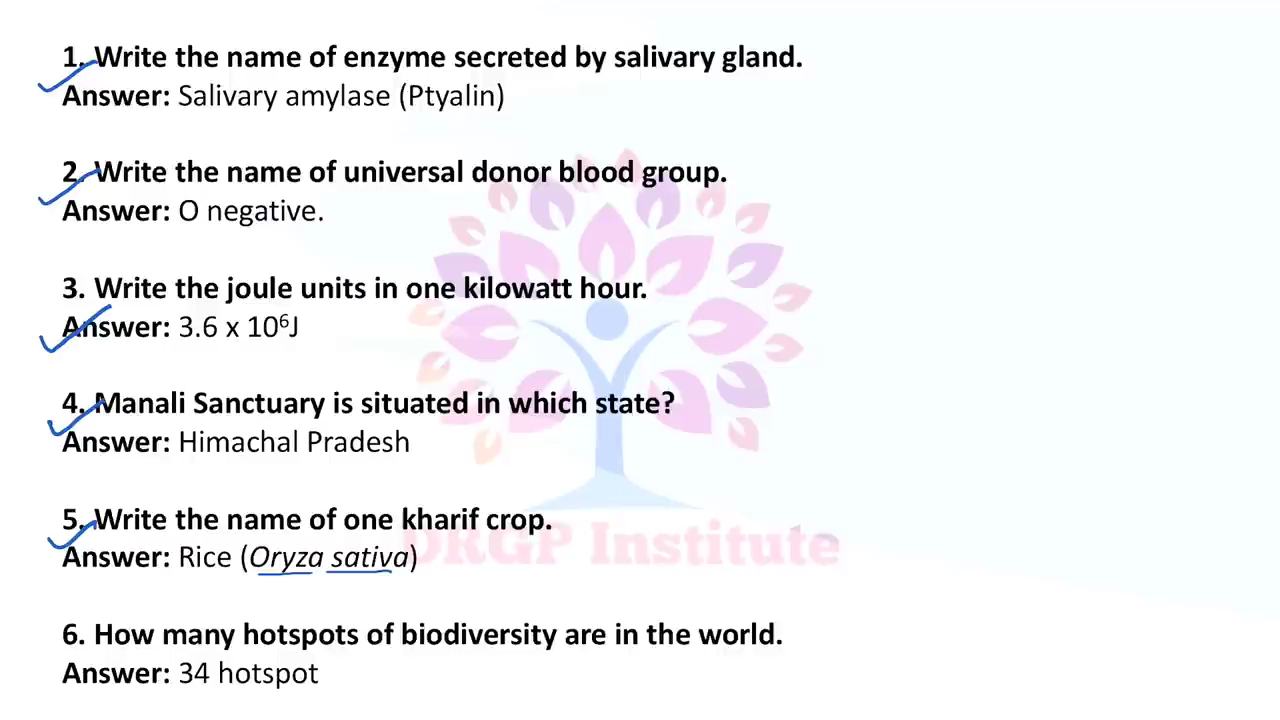 1. Write the name of enzyme secreted by salivary gland.
Answer: Salivary amylase (Ptyalin)
2. Write the name of universal donor blood group.
Answer: O negative.
3. Write the joule units in one kilowatt hour.
Answer: 3.6 x 10⁶J
4. Manali Sanctuary is situated in which state?
Answer: Himachal Pradesh
5. Write the name of one kharif crop.
Answer: Rice (Oryza sativa)
DRGP Institute
6. How many hotspots of biodiversity are in the world.
Answer: 34 hotspot